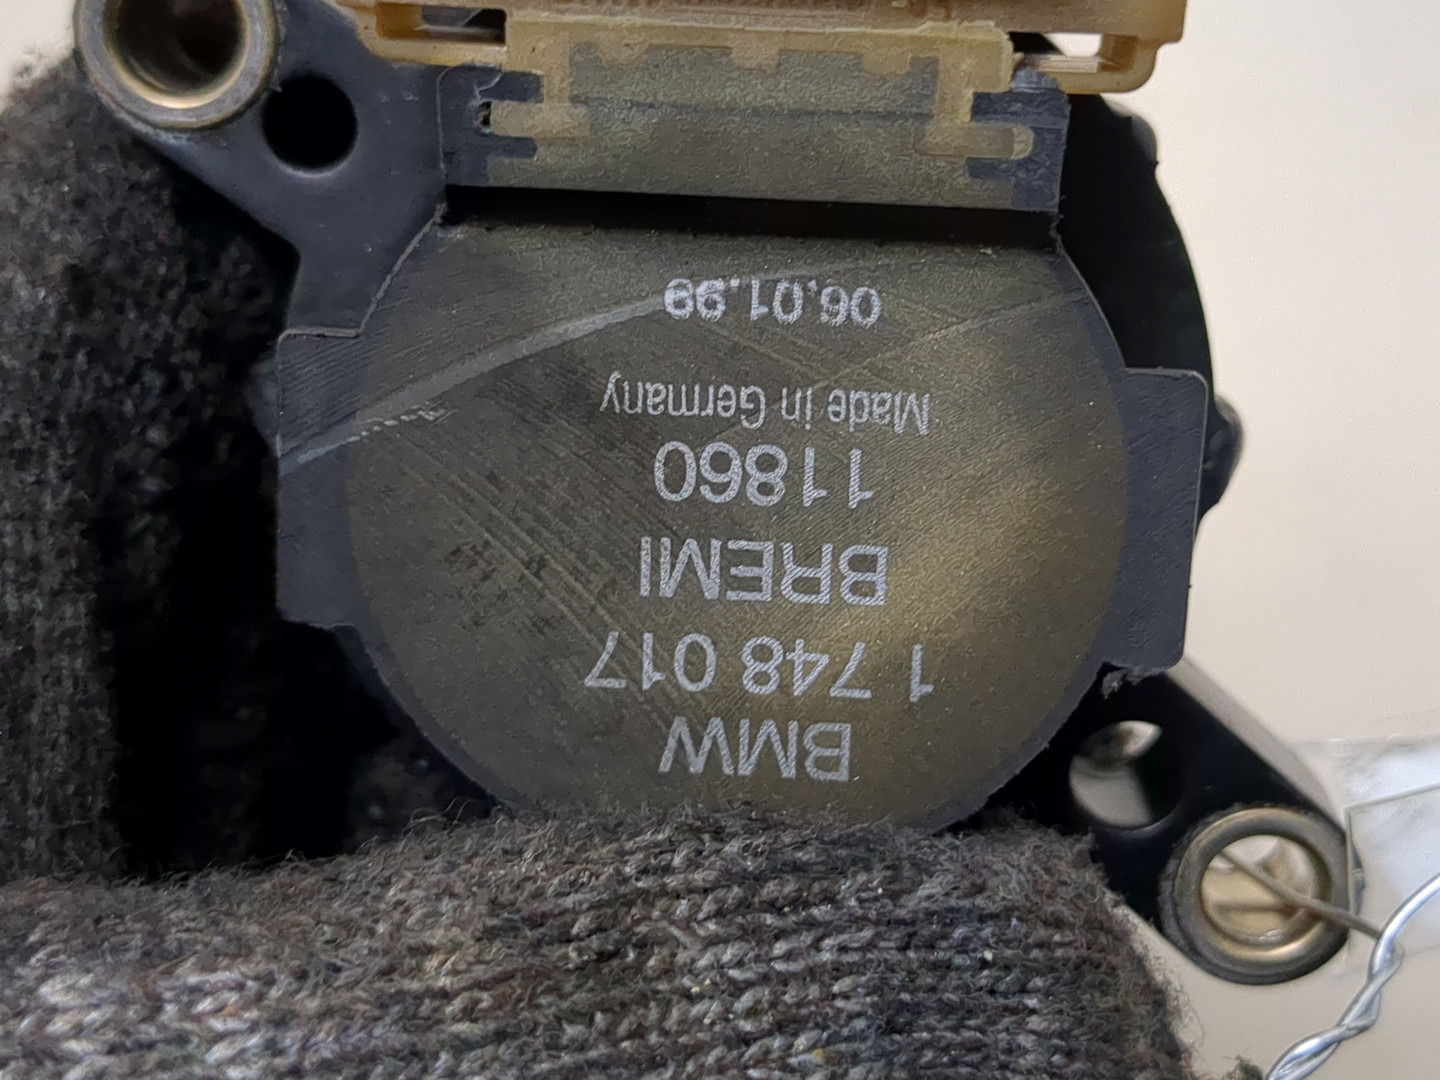 BMW
1 748 017
BREMI
11860
Made in Germany
06.01.99